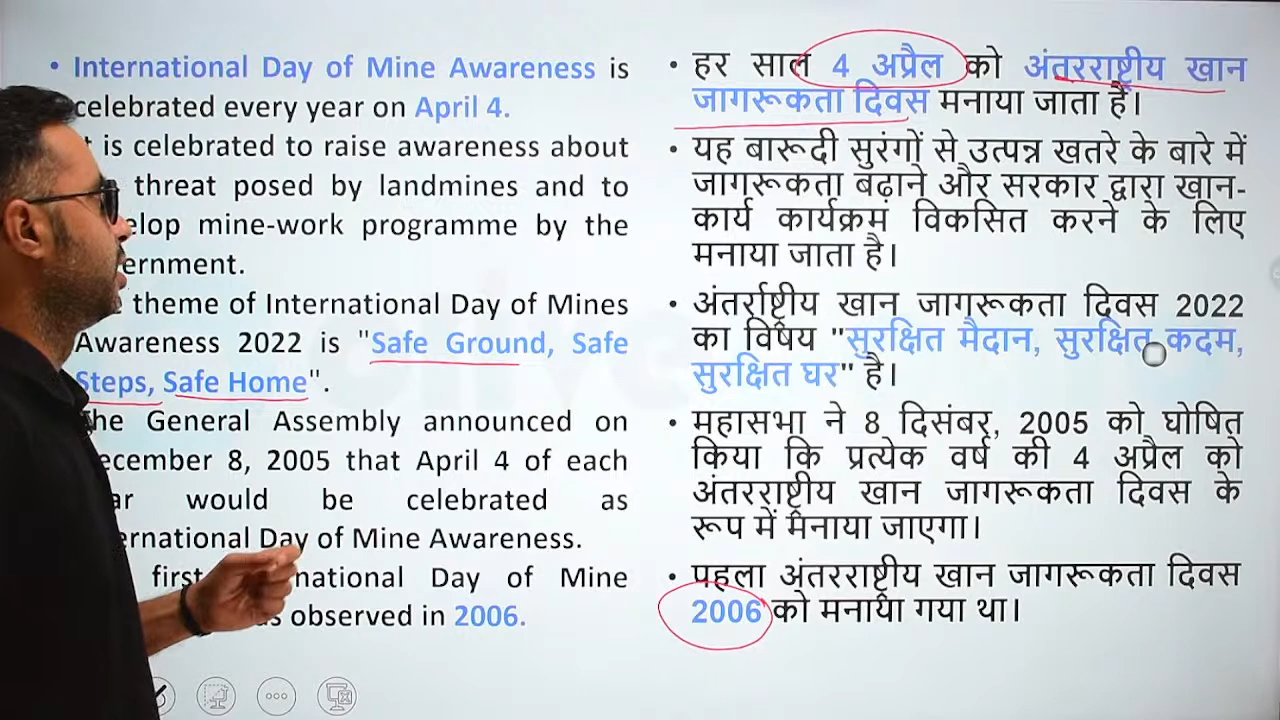 • International Day of Mine Awareness is
celebrated every year on April 4.
is celebrated to raise awareness about
threat posed by landmines and to
mine-work programme by the
theme of International Day of Mines
Awareness 2022 is "Safe Ground, Safe
Steps, Safe Home".
The General Assembly announced on
December 8, 2005 that April 4 of each
would be celebrated as
International Day of Mine Awareness.
first Day of Mine
observed in 2006.
• हर साल 4 अप्रैल को अंतरराष्ट्रीय खान
जागरूकता दिवस मनाया जाता है।
• यह बारूदी सुरंगों से उत्पन्न खतरे के बारे में
जागरूकता बढ़ाने और सरकार द्वारा खान-
कार्य कार्यक्रम विकसित करने के लिए
मनाया जाता है।
• अंतर्राष्ट्रीय खान जागरूकता दिवस 2022
का विषय "सुरक्षित मैदान, सुरक्षित कदम,
सुरक्षित घर" है।
• महासभा ने 8 दिसंबर, 2005 को घोषित
किया कि प्रत्येक वर्ष की 4 अप्रैल को
अंतरराष्ट्रीय खान जागरूकता दिवस के
रूप में मनाया जाएगा।
• पहला अंतरराष्ट्रीय खान जागरूकता दिवस
2006 को मनाया गया था।